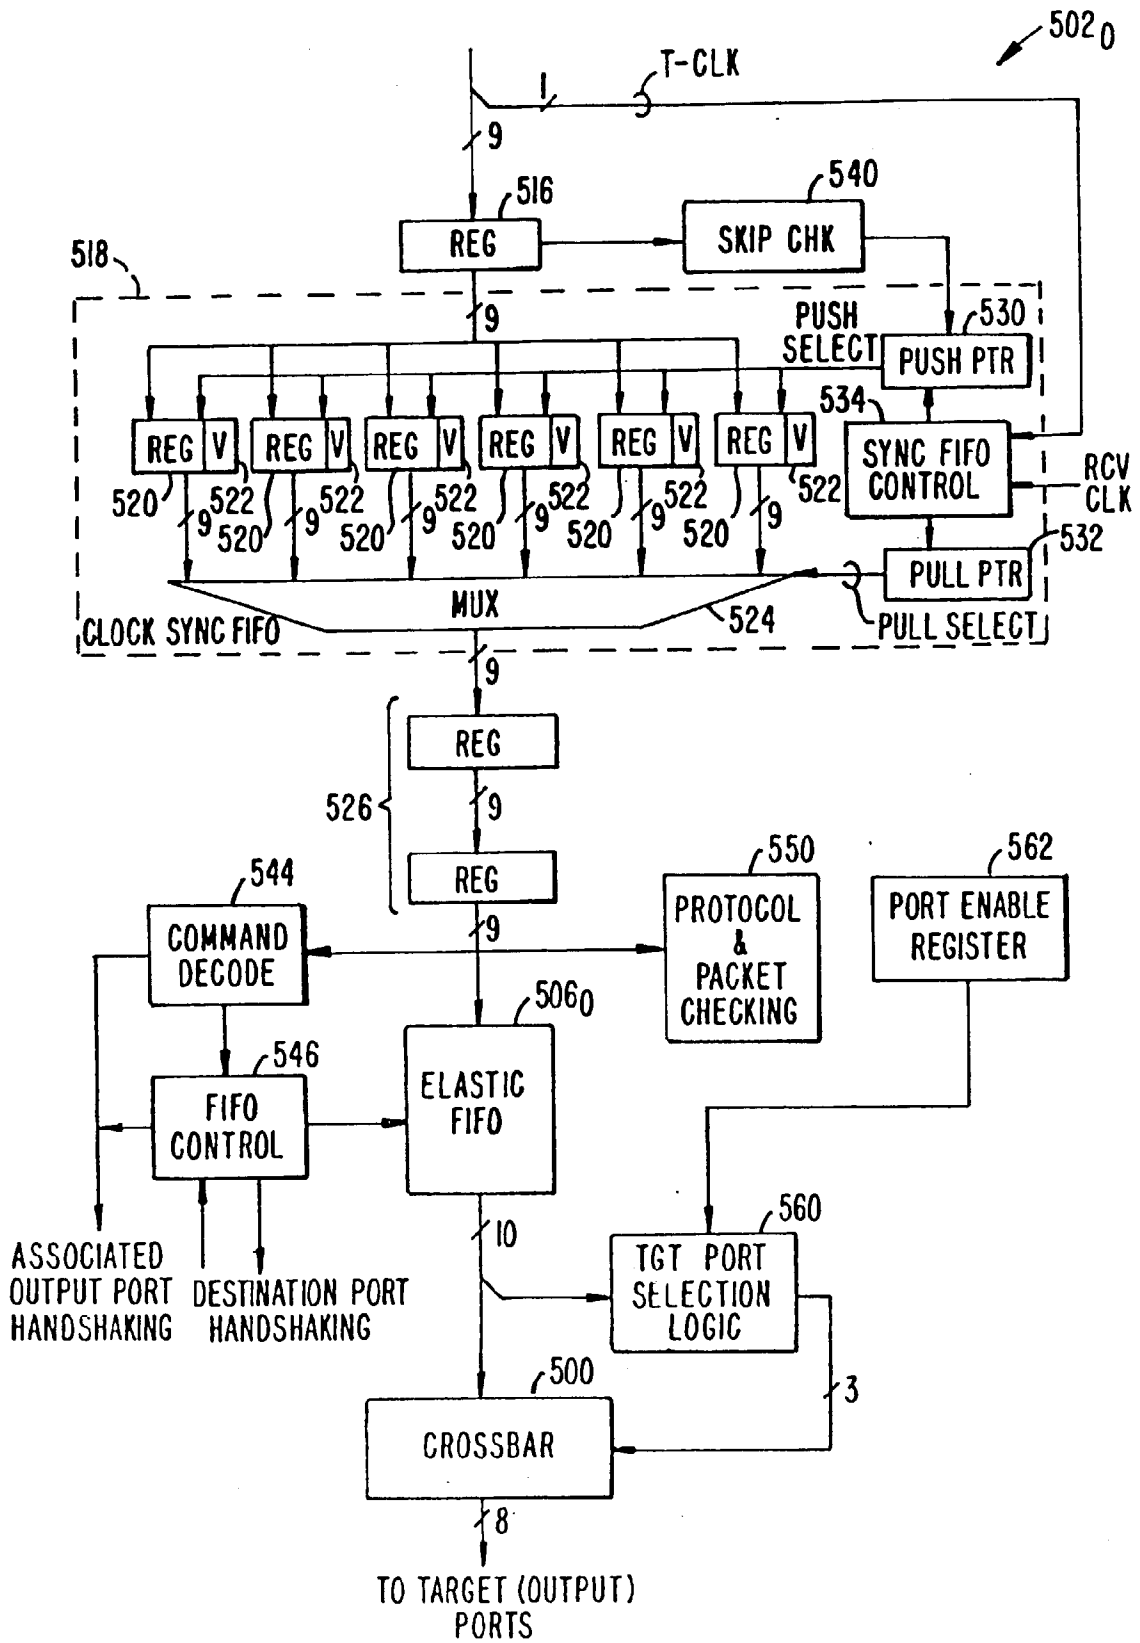 502₀
T-CLK
1
9
516
540
REG
SKIP CHK
518
9
530
PUSH
SELECT
PUSH PTR
534
REG V REG V REG V REG V REG V REG V
SYNC FIFO
CONTROL
RCV
CLK
520 522 520 522 520 522 520 522 520 522 520 522
9 9 9 9 9 9
532
PULL PTR
MUX
524
PULL SELECT
CLOCK SYNC FIFO
9
REG
526
9
REG
9
544
COMMAND
DECODE
550
PROTOCOL
&
PACKET
CHECKING
562
PORT ENABLE
REGISTER
506₀
ELASTIC
FIFO
546
FIFO
CONTROL
10
560
TGT PORT
SELECTION
LOGIC
ASSOCIATED
OUTPUT PORT
HANDSHAKING
DESTINATION PORT
HANDSHAKING
3
500
CROSSBAR
8
TO TARGET (OUTPUT)
PORTS